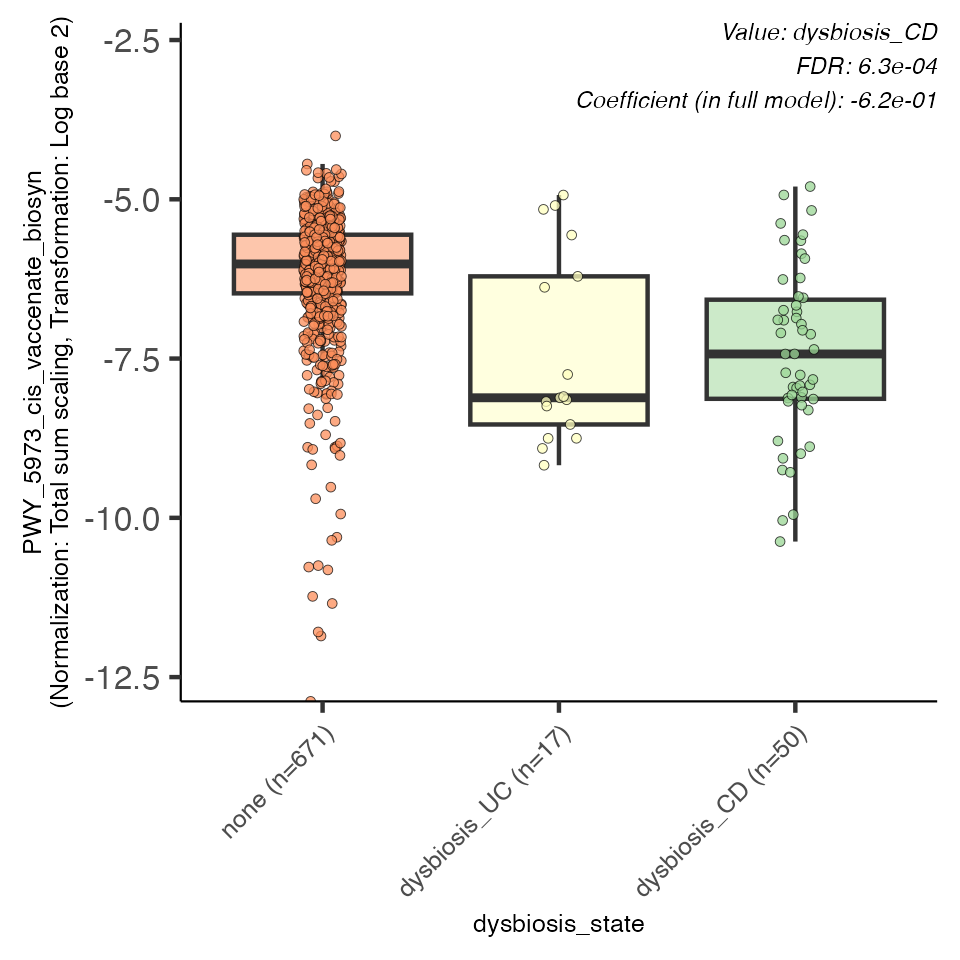 Value: dysbiosis_CD
FDR: 6.3e-04
Coefficient (in full model): -6.2e-01
PWY_5973_cis_vaccenate_biosyn
(Normalization: Total sum scaling, Transformation: Log base 2)
-2.5
-5.0
-7.5
-10.0
-12.5
none (n=671)
dysbiosis_UC (n=17)
dysbiosis_CD (n=50)
dysbiosis_state